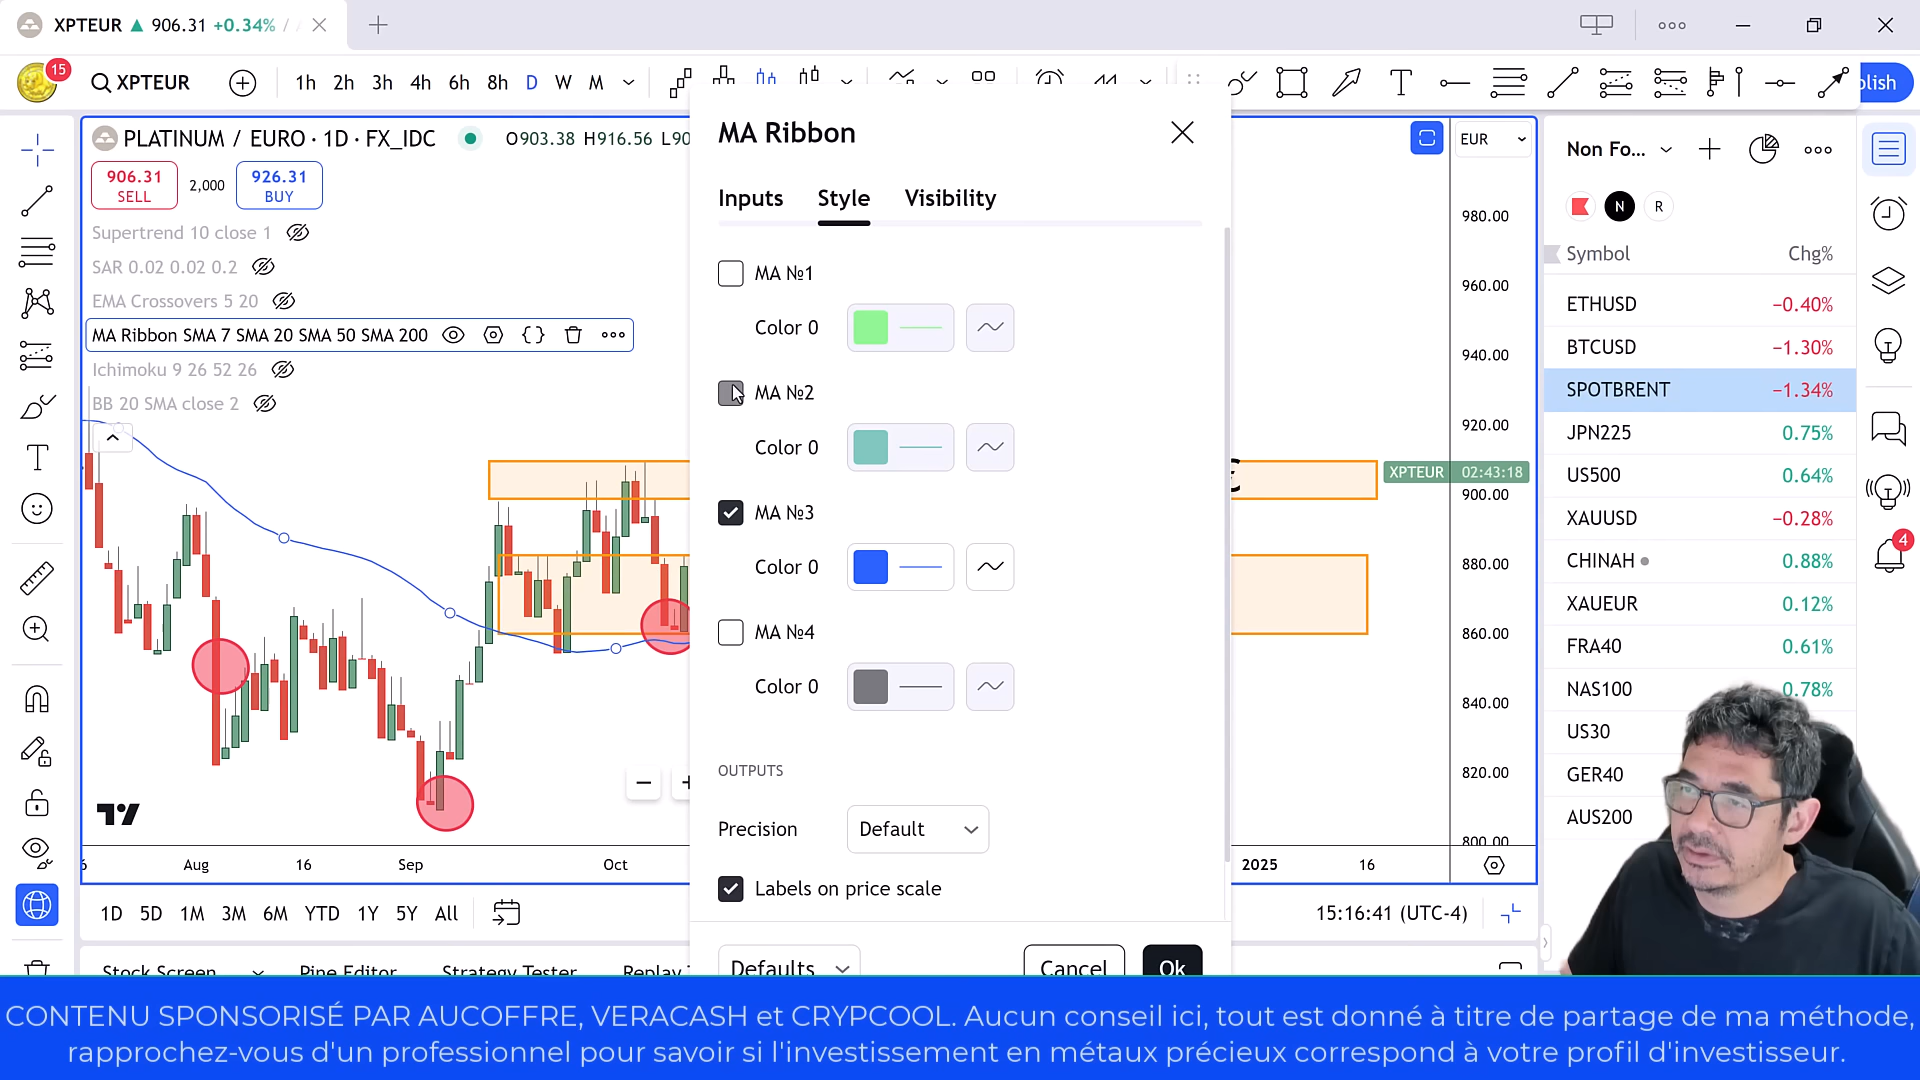 XPTEUR ▲ 906.31 +0.34% /
15
XPTEUR
1h 2h 3h 4h 6h 8h D W M
lish
PLATINUM / EURO · 1D · FX_IDC
O903.38 H916.56 L90
906.31
SELL
2,000
926.31
BUY
Supertrend 10 close 1
SAR 0.02 0.02 0.2
EMA Crossovers 5 20
MA Ribbon SMA 7 SMA 20 SMA 50 SMA 200
Ichimoku 9 26 52 26
BB 20 SMA close 2
Aug 16 Sep Oct
2025 16
1D 5D 1M 3M 6M YTD 1Y 5Y All
15:16:41 (UTC-4)
Stock Screener
Pine Editor
Strategy Tester
Replay
MA Ribbon
Inputs Style Visibility
MA №1
Color 0
MA №2
Color 0
MA №3
Color 0
MA №4
Color 0
OUTPUTS
Precision Default
Labels on price scale
Defaults Cancel Ok
EUR
980.00
960.00
940.00
920.00
XPTEUR 02:43:18
€
900.00
880.00
860.00
840.00
820.00
800.00
Non Fo...
N R
Symbol Chg%
ETHUSD −0.40%
BTCUSD −1.30%
SPOTBRENT −1.34%
JPN225 0.75%
US500 0.64%
XAUUSD −0.28%
CHINAH 0.88%
XAUEUR 0.12%
FRA40 0.61%
NAS100 0.78%
US30
GER40
AUS200
4
CONTENU SPONSORISÉ PAR AUCOFFRE, VERACASH et CRYPCOOL. Aucun conseil ici, tout est donné à titre de partage de ma méthode,
rapprochez-vous d'un professionnel pour savoir si l'investissement en métaux précieux correspond à votre profil d'investisseur.